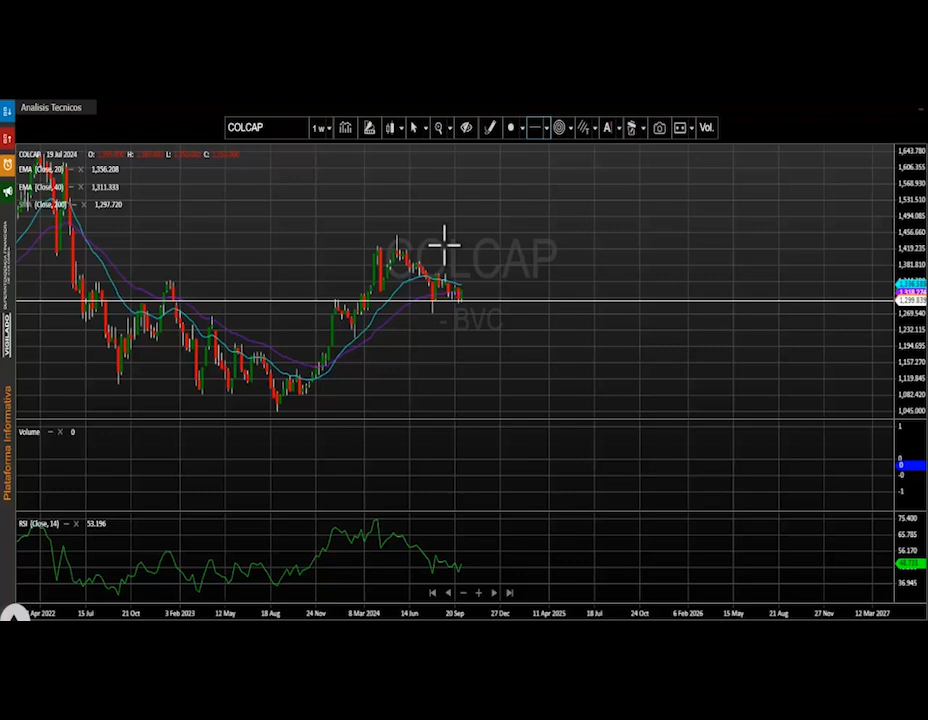 Analisis Tecnicos
COLCAP 1 w Vol.
COLCAP 19 Jul 2024 O: H: L: C:
EMA (Close, 20) 1,356.208
EMA (Close, 40) 1,311.333
(Close, 200) 1,297.720
COLCAP
- BVC
1,643.780
1,606.355
1,568.930
1,531.510
1,494.085
1,456.660
1,419.235
1,381.810
1,299.839
1,269.540
1,232.115
1,194.695
1,157.270
1,119.845
1,082.420
1,045.000
Volume 0
1
0
0
-0
-1
RSI (Close, 14) 53.196
75.400
65.785
56.170
36.945
Apr 2022 15 Jul 21 Oct 3 Feb 2023 12 May 18 Aug 24 Nov 8 Mar 2024 14 Jun 20 Sep 27 Dec 11 Apr 2025 18 Jul 24 Oct 6 Feb 2026 15 May 21 Aug 27 Nov 12 Mar 2027
VIGILADO SUPERINTENDENCIA FINANCIERA
Plataforma Informativa